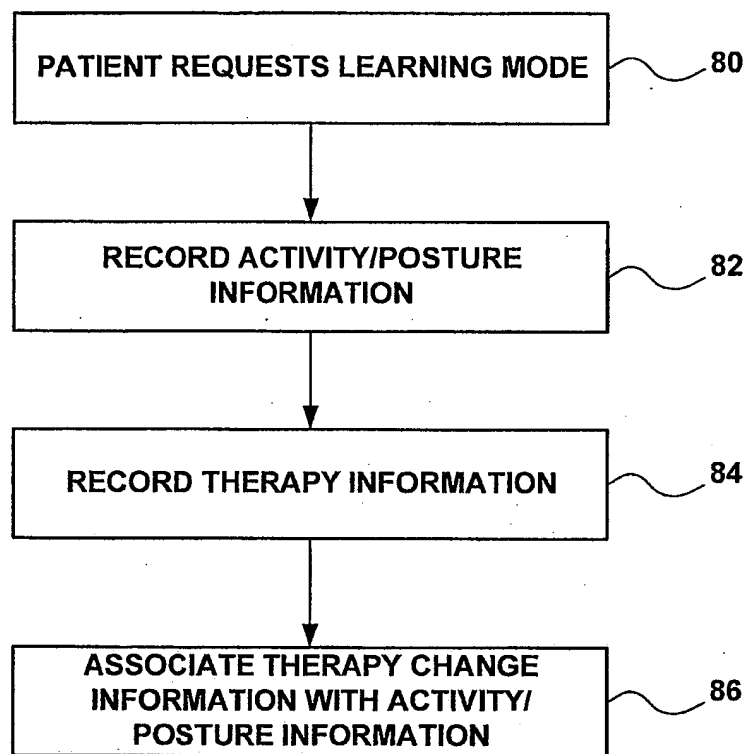 PATIENT REQUESTS LEARNING MODE
80
RECORD ACTIVITY/POSTURE
INFORMATION
82
RECORD THERAPY INFORMATION
84
ASSOCIATE THERAPY CHANGE
INFORMATION WITH ACTIVITY/
POSTURE INFORMATION
86